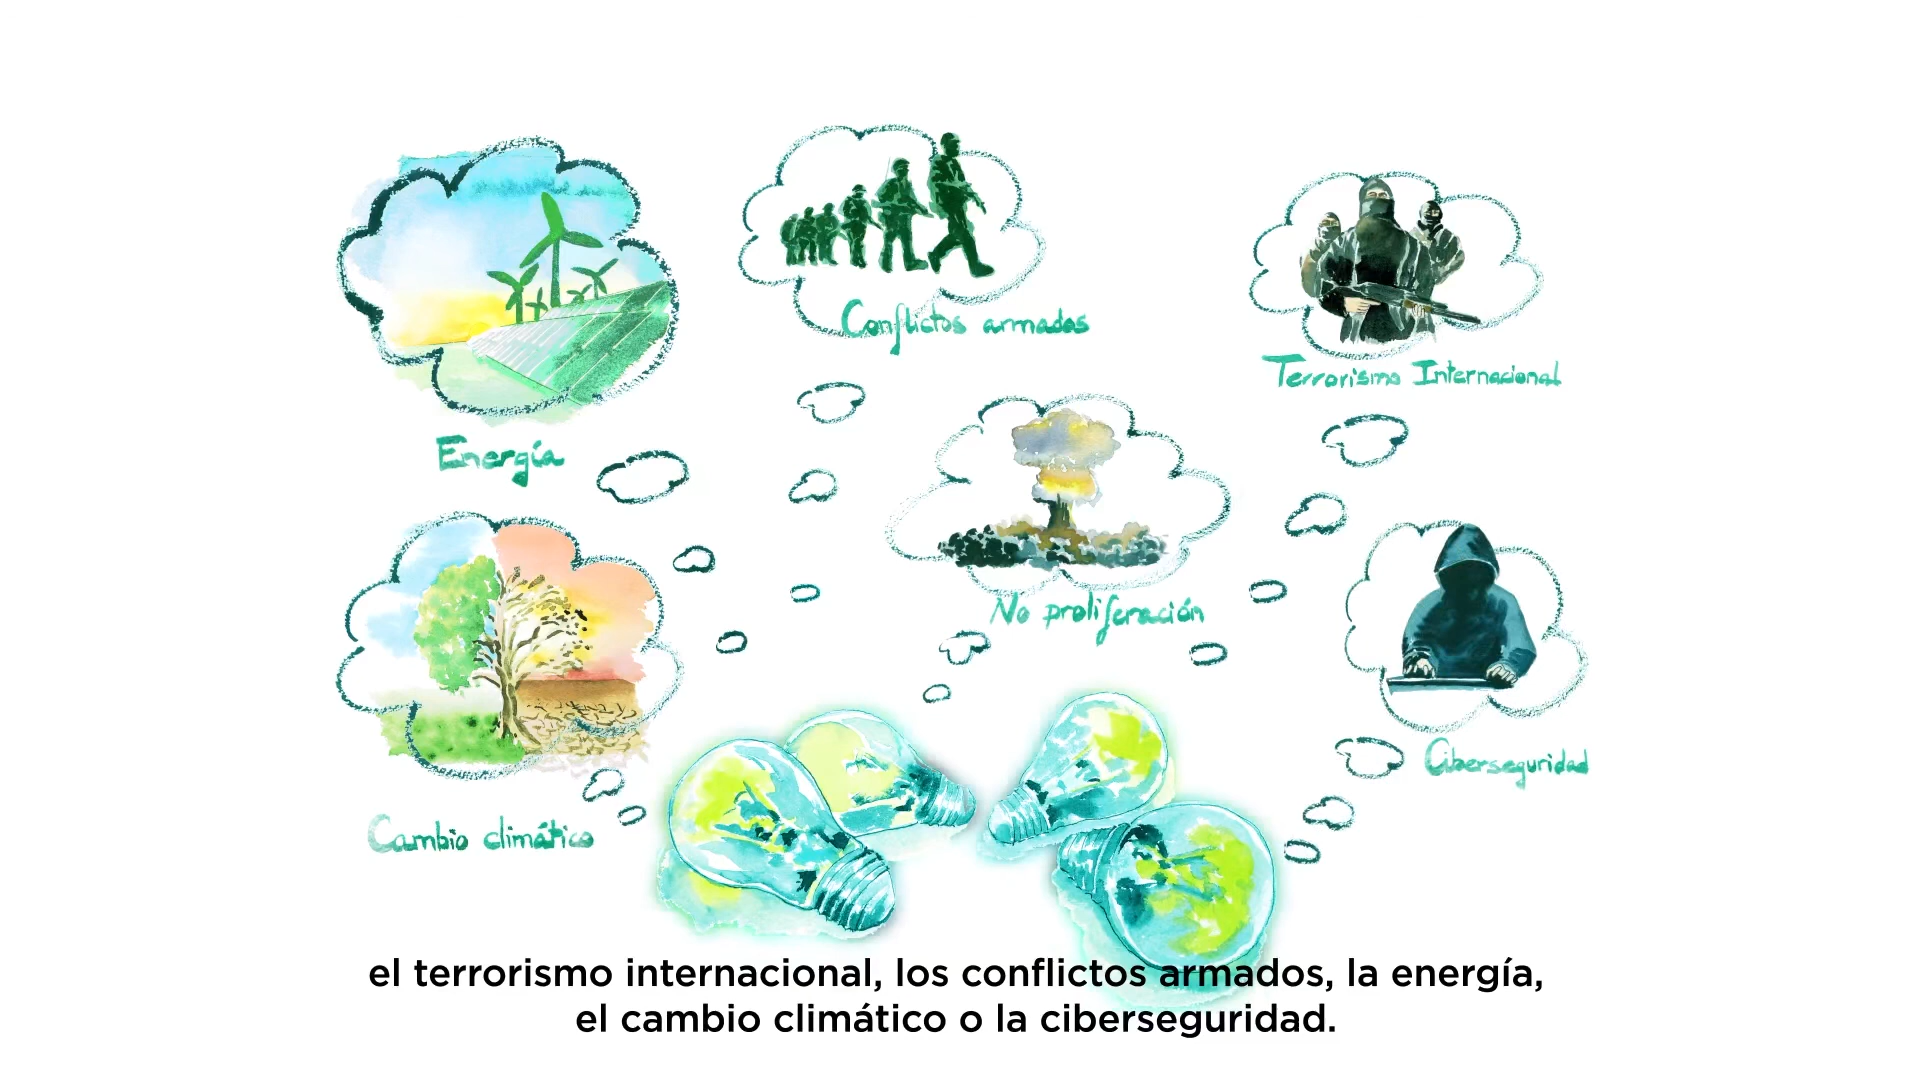 Conflictos armados
Terrorismo Internacional
Energía
No proliferación
Ciberseguridad
Cambio climático
el terrorismo internacional, los conflictos armados, la energía,
el cambio climático o la ciberseguridad.